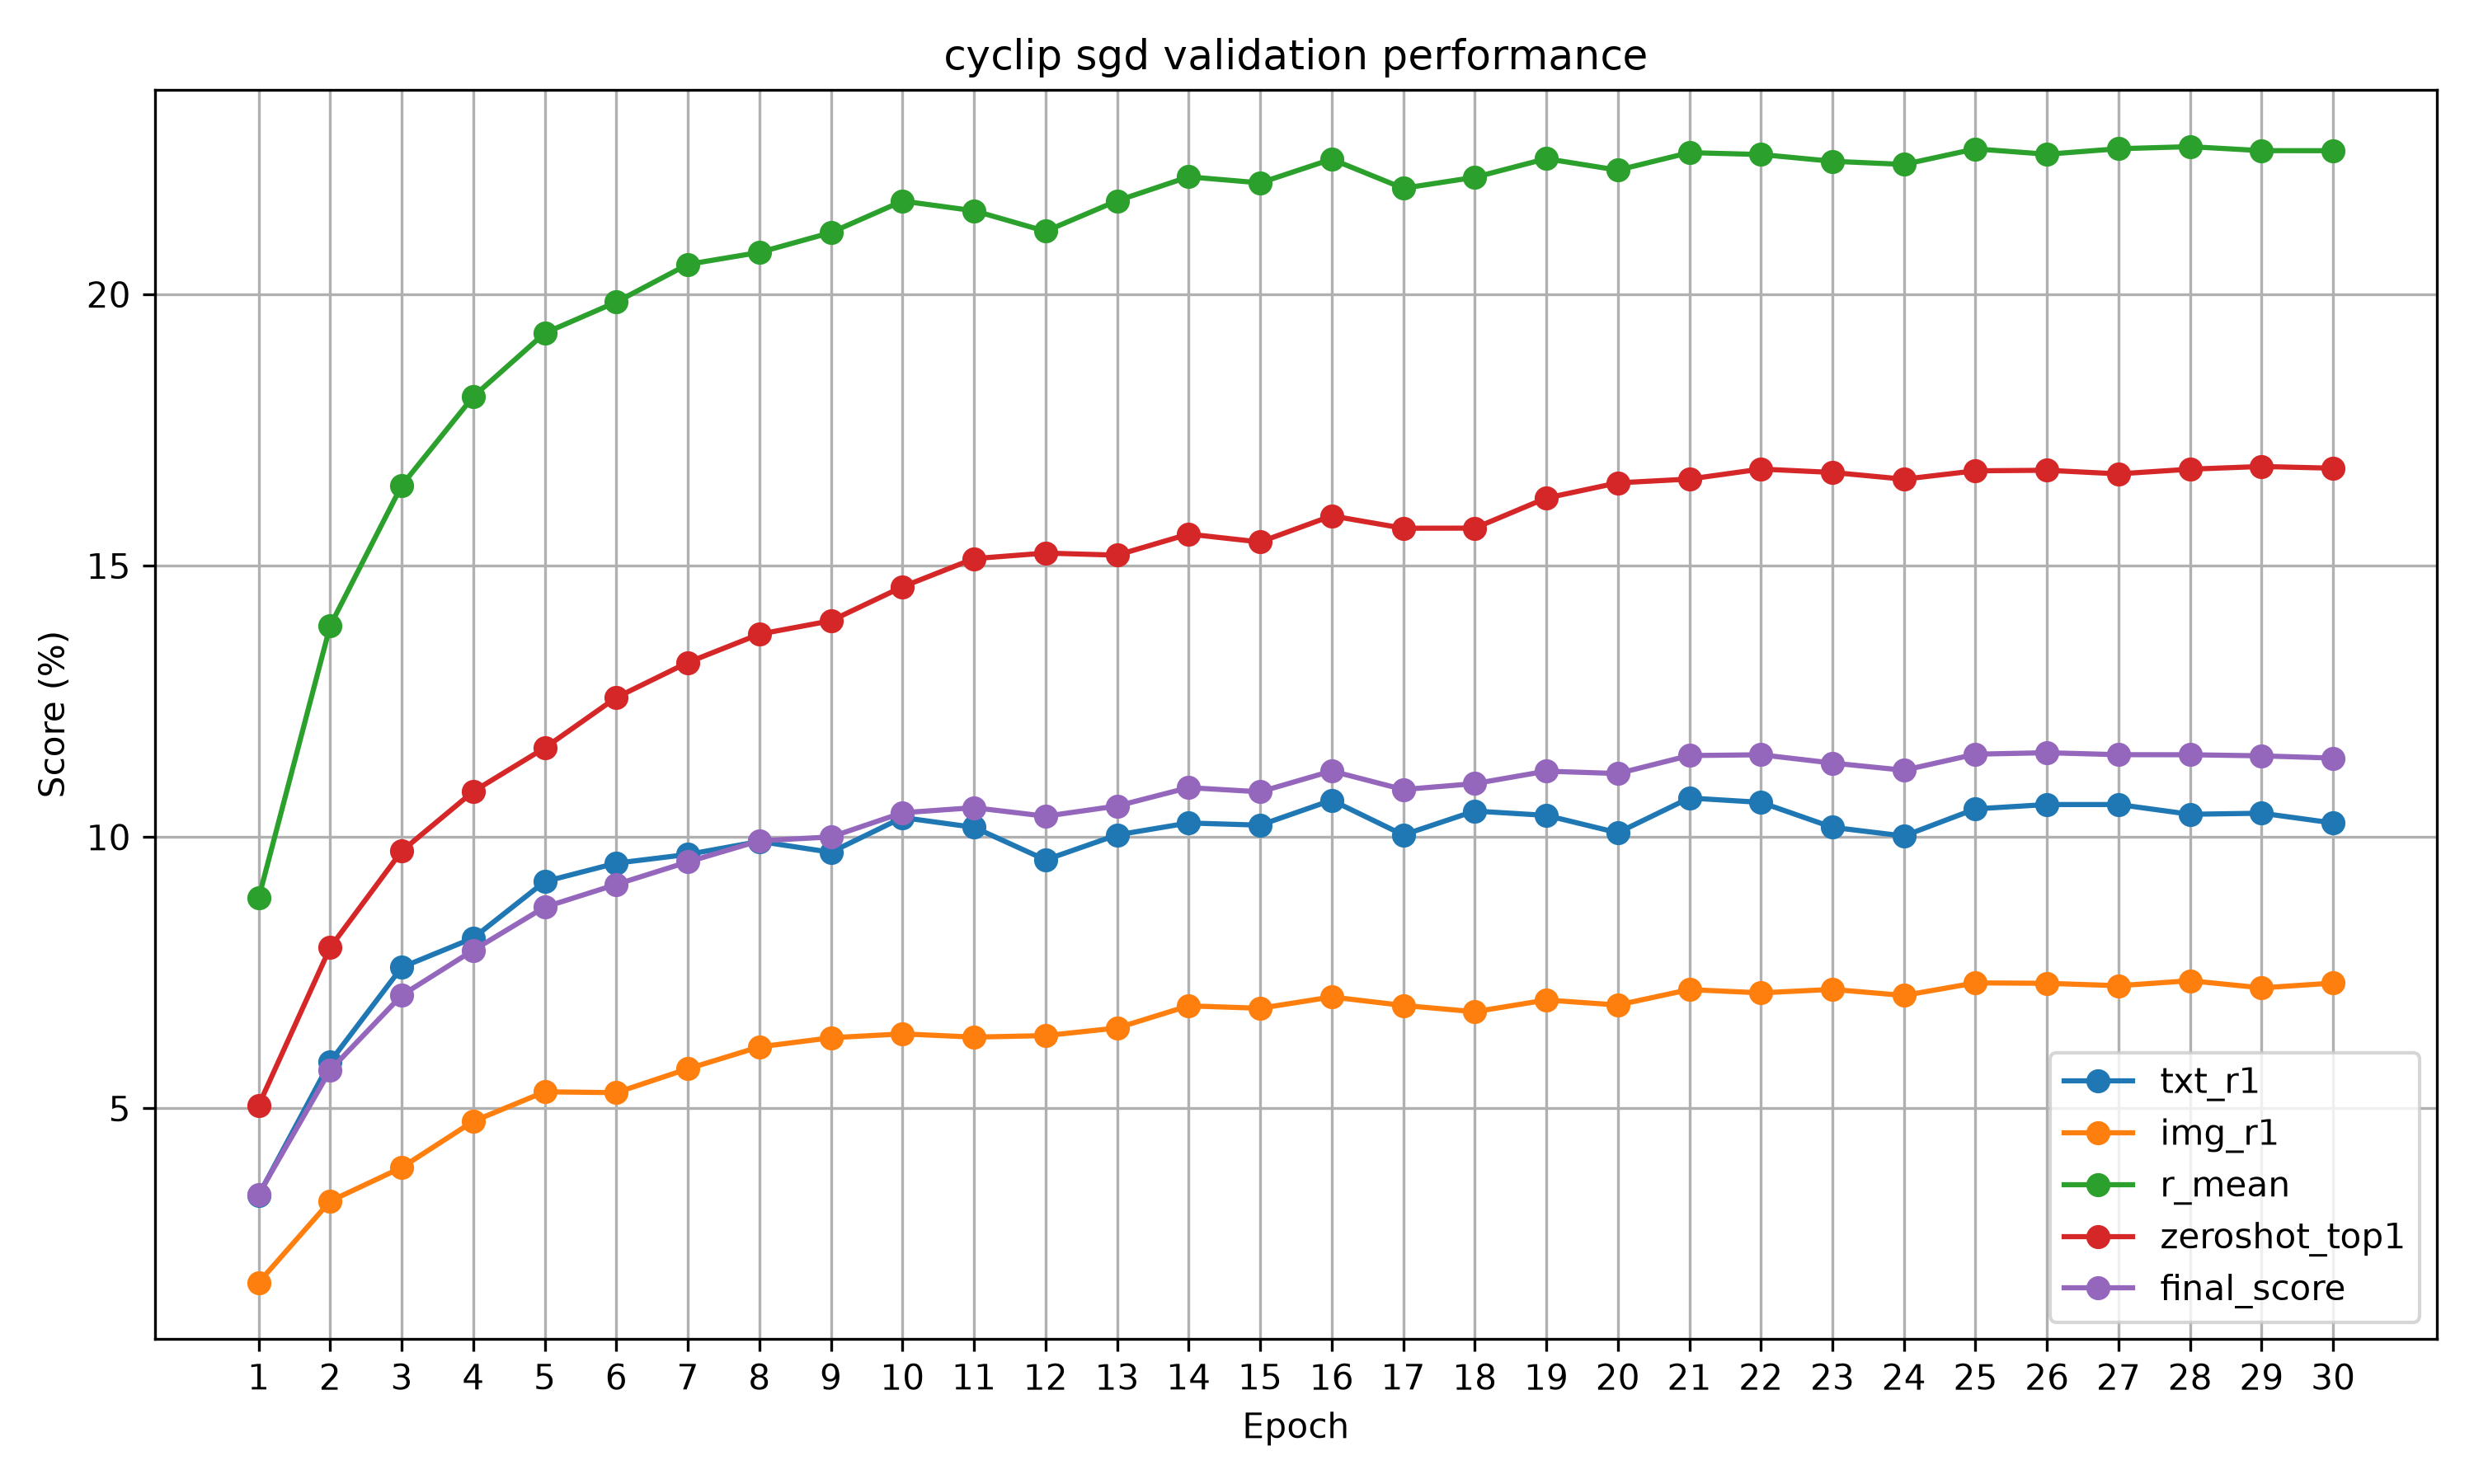 cyclip sgd validation performance
Score (%)
20
15
10
5
txt_r1
img_r1
r_mean
zeroshot_top1
final_score
1 2 3 4 5 6 7 8 9 10 11 12 13 14 15 16 17 18 19 20 21 22 23 24 25 26 27 28 29 30
Epoch